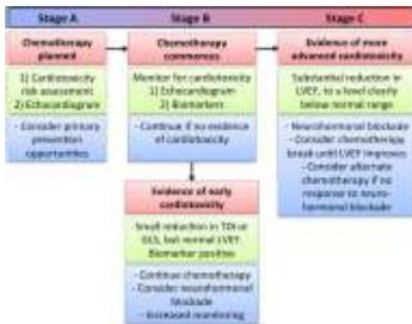 Stage A
Stage B
Stage C
Chemotherapy
planned
1) Cardiotoxicity
risk assessment
2) Echocardiogram
- Consider primary
prevention
opportunities
Chemotherapy
commences
Monitor for cardiotoxicity
1) Echocardiogram
2) Biomarkers
- Continue if no evidence
of cardiotoxicity
Evidence of early
cardiotoxicity
Small reduction in TDI or
GLS, but normal LVEF.
Biomarker positive
- Continue chemotherapy
- Consider neurohormonal
blockade
- Increased monitoring
Evidence of more
advanced cardiotoxicity
Substantial reduction in
LVEF, to a level clearly
below normal range
- Neurohormonal blockade
- Consider chemotherapy
break until LVEF improves
- Consider alternate
chemotherapy if no
response to neuro-
hormonal blockade